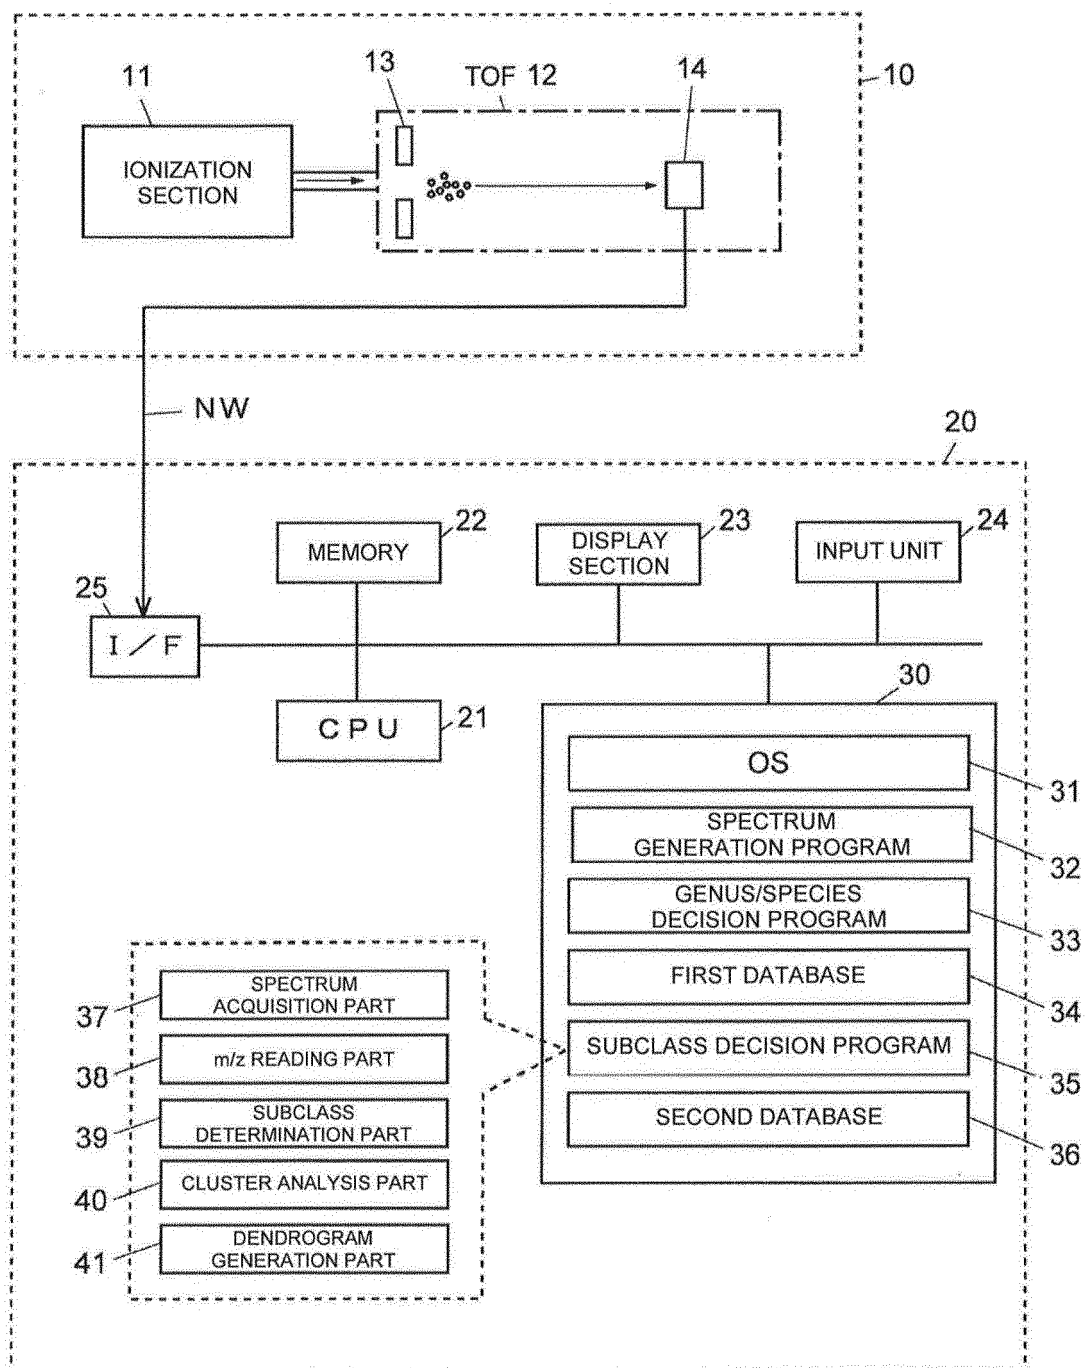 11
13
TOF 12
14
10
IONIZATION
SECTION
NW
20
22
MEMORY
23
DISPLAY
SECTION
24
INPUT UNIT
25
I／F
30
CPU
21
OS
31
SPECTRUM
GENERATION PROGRAM
32
GENUS/SPECIES
DECISION PROGRAM
33
FIRST DATABASE
34
SUBCLASS DECISION PROGRAM
35
SECOND DATABASE
36
37
SPECTRUM
ACQUISITION PART
38
m/z READING PART
39
SUBCLASS
DETERMINATION PART
40
CLUSTER ANALYSIS PART
41
DENDROGRAM
GENERATION PART